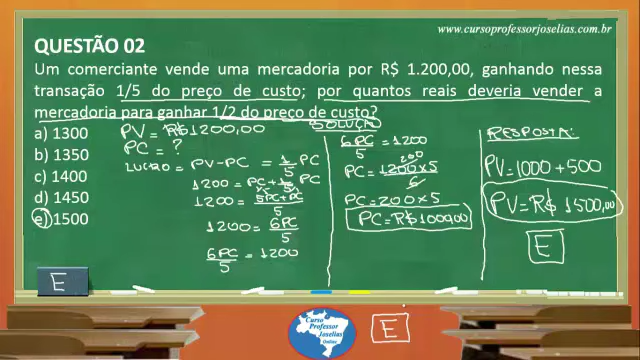 www.cursoprofessorjoselias.com.br
QUESTÃO 02
Um comerciante vende uma mercadoria por R$ 1.200,00, ganhando nessa
transação 1/5 do preço de custo; por quantos reais deveria vender a
mercadoria para ganhar 1/2 do preço de custo?
SOLUÇÃO
a) 1300
b) 1350
c) 1400
d) 1450
e) 1500
PV = R$1200,00
PC = ?
LUCRO = PV - PC = 1/5 PC
1200 = PC + 1/5 PC
1200 = 5PC + PC / 5
1200 = 6PC/5
6PC/5 = 1200
6PC/5 = 1200
200
PC = 1200 x 5 / 6
PC = 200 x 5
PC = R$1000,00
RESPOSTA:
PV = 1000 + 500
PV = R$ 1500,00
E
E
E
Curso
Professor
Joselias
Online